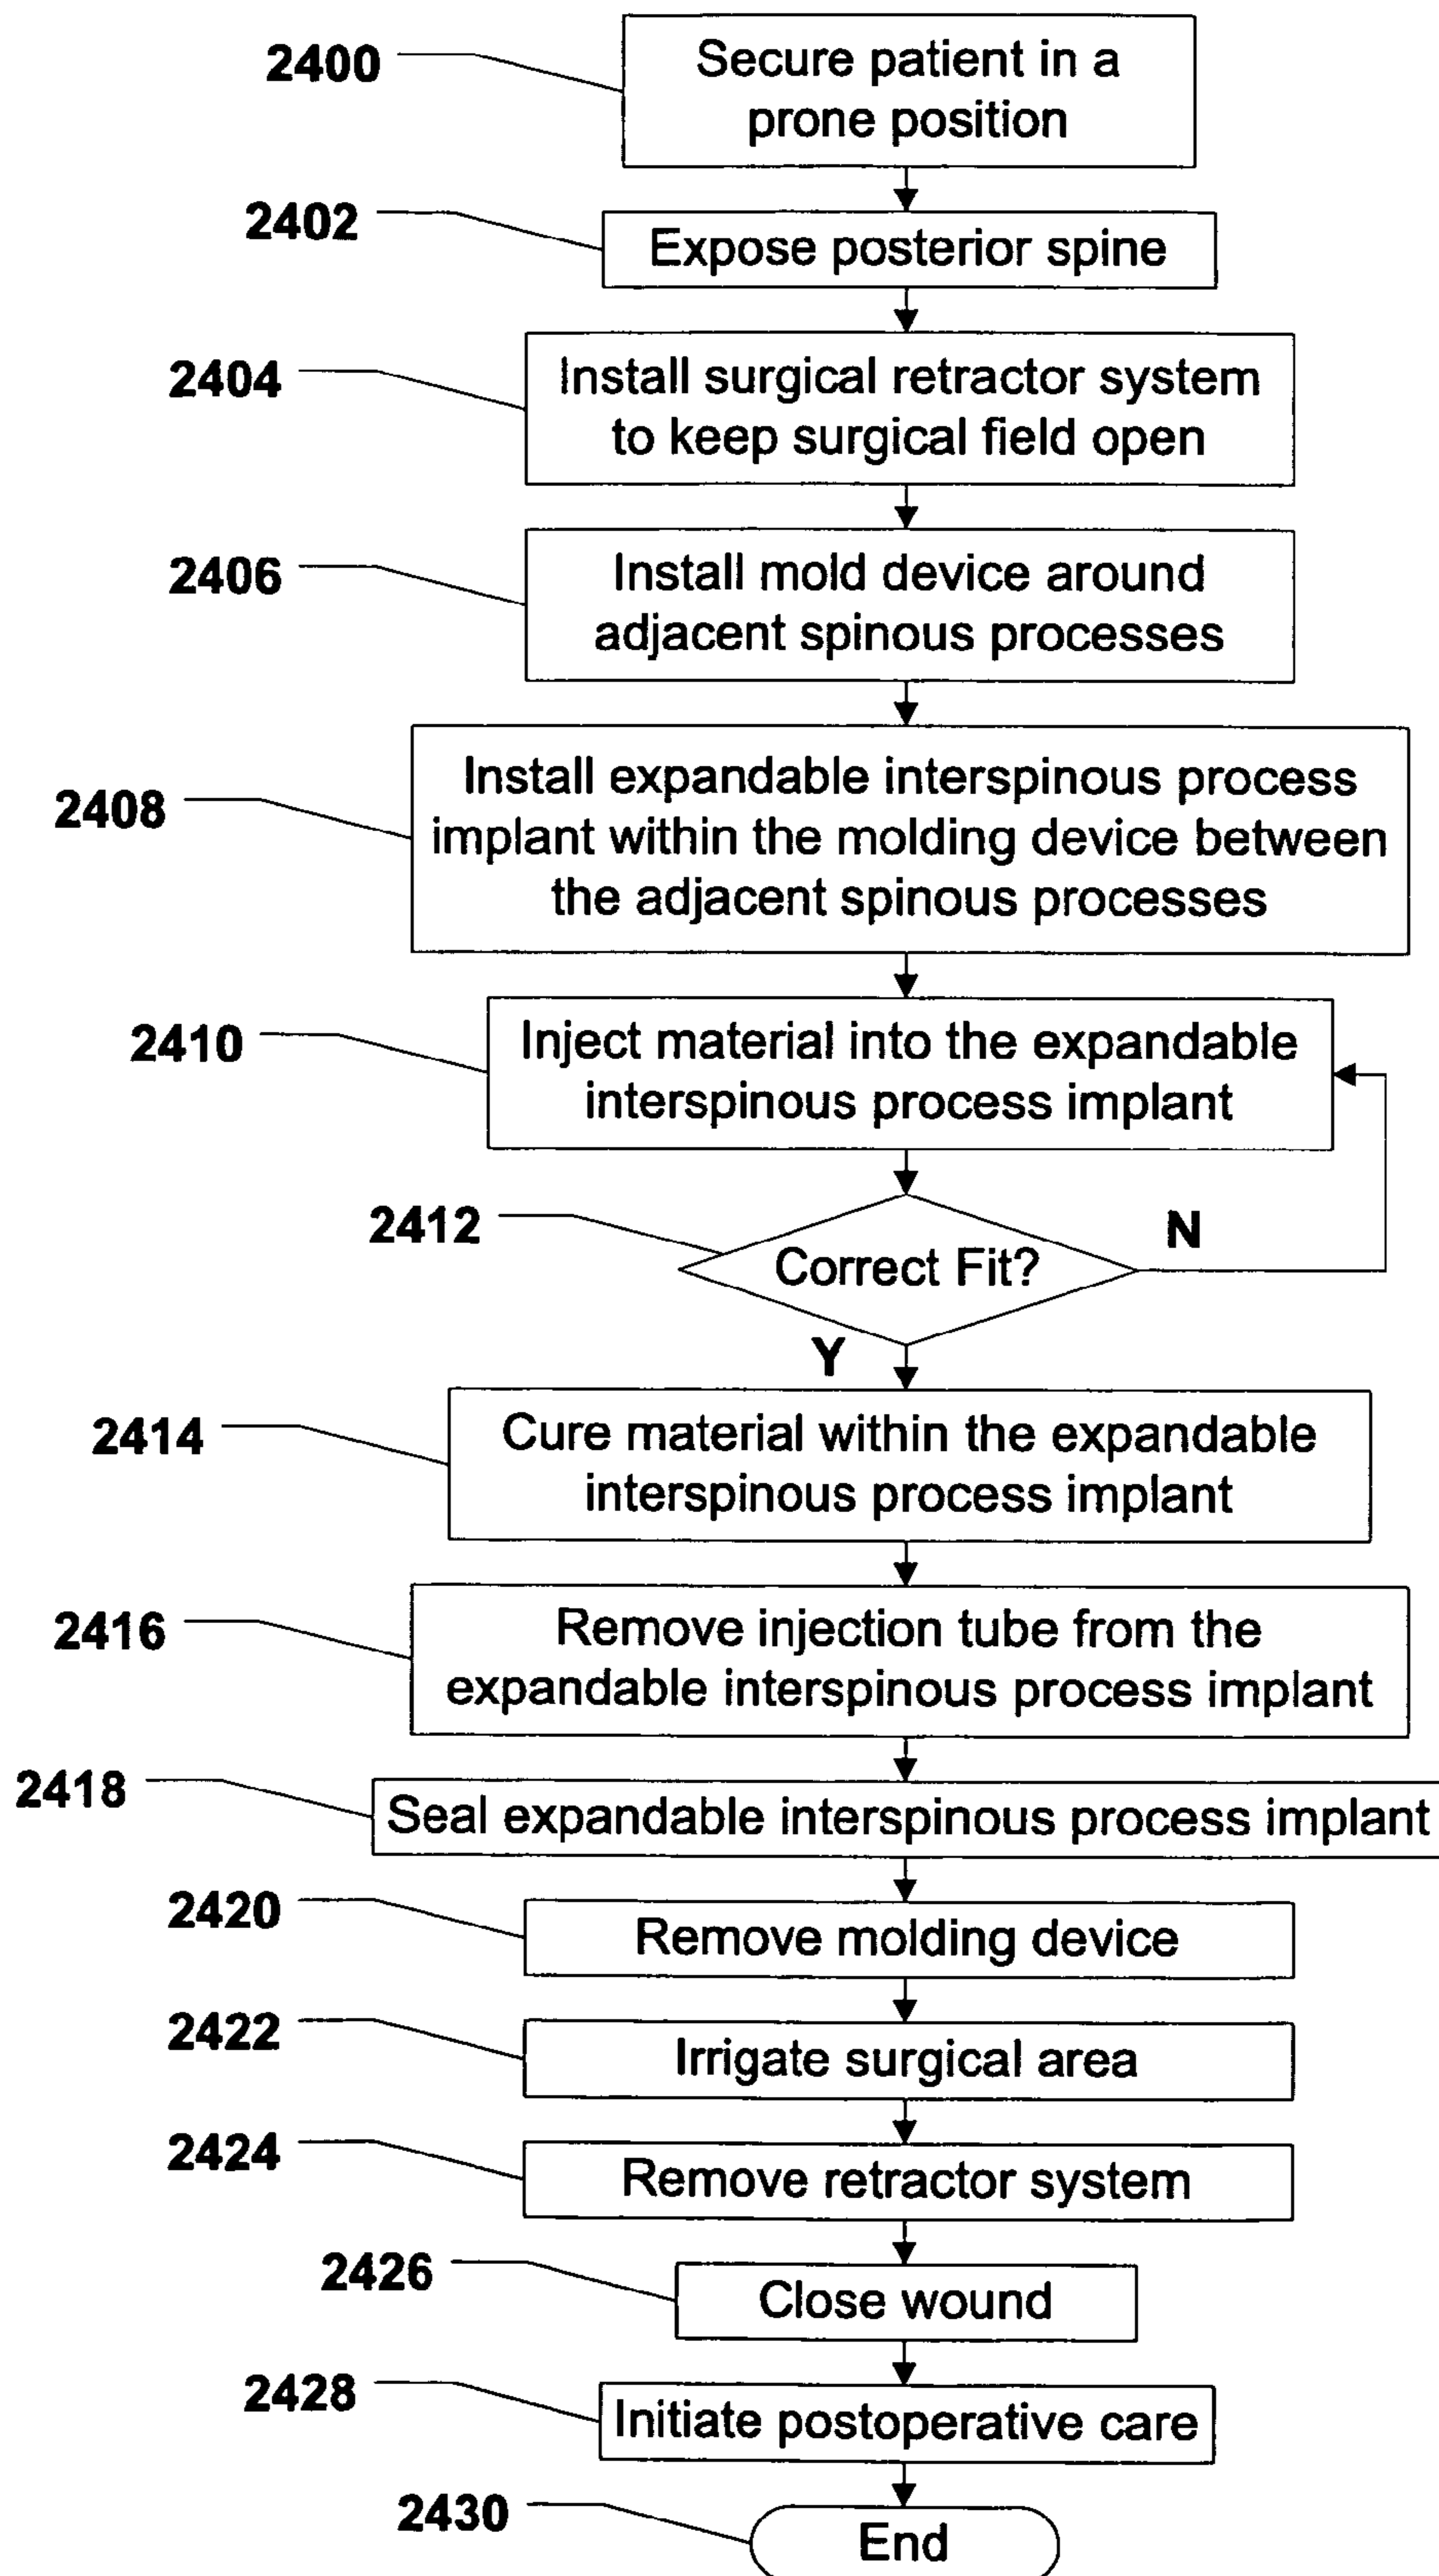 2400
Secure patient in a
prone position
2402
Expose posterior spine
2404
Install surgical retractor system
to keep surgical field open
2406
Install mold device around
adjacent spinous processes
2408
Install expandable interspinous process
implant within the molding device between
the adjacent spinous processes
2410
Inject material into the expandable
interspinous process implant
2412
Correct Fit?
N
Y
2414
Cure material within the expandable
interspinous process implant
2416
Remove injection tube from the
expandable interspinous process implant
2418
Seal expandable interspinous process implant
2420
Remove molding device
2422
Irrigate surgical area
2424
Remove retractor system
2426
Close wound
2428
Initiate postoperative care
2430
End